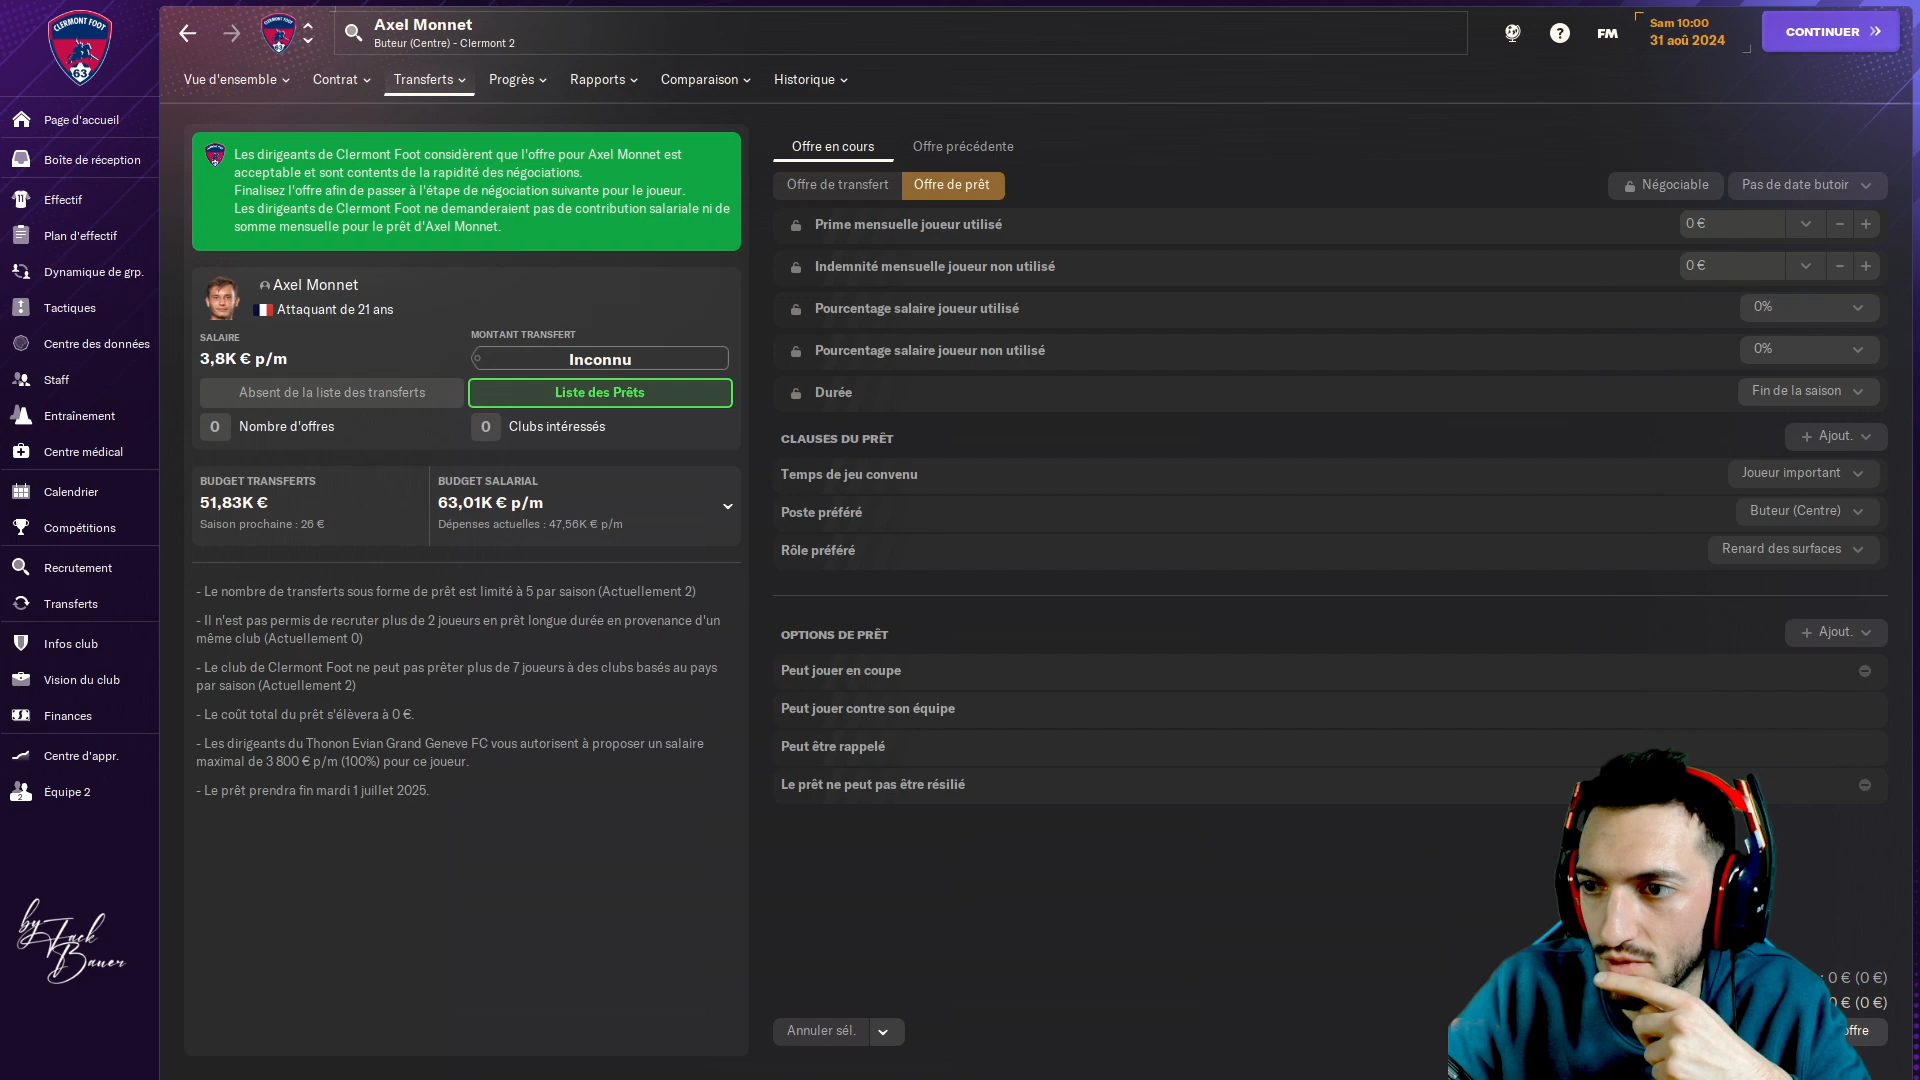 CLERMONT FOOT
63
Axel Monnet
Buteur (Centre) - Clermont 2
FM
Sam 10:00
31 aoû 2024
CONTINUER
Vue d'ensemble
Contrat
Transferts
Progrès
Rapports
Comparaison
Historique
Page d'accueil
Boîte de réception
Effectif
Plan d'effectif
Dynamique de grp.
Tactiques
Centre des données
Staff
Entraînement
Centre médical
Calendrier
Compétitions
Recrutement
Transferts
Infos club
Vision du club
Finances
Centre d'appr.
Équipe 2
by Jack Bauer
Les dirigeants de Clermont Foot considèrent que l'offre pour Axel Monnet est
acceptable et sont contents de la rapidité des négociations.
Finalisez l'offre afin de passer à l'étape de négociation suivante pour le joueur.
Les dirigeants de Clermont Foot ne demanderaient pas de contribution salariale ni de
somme mensuelle pour le prêt d'Axel Monnet.
Axel Monnet
Attaquant de 21 ans
SALAIRE
3,8K € p/m
MONTANT TRANSFERT
Inconnu
Absent de la liste des transferts
Liste des Prêts
0 Nombre d'offres
0 Clubs intéressés
BUDGET TRANSFERTS
51,83K €
Saison prochaine : 26 €
BUDGET SALARIAL
63,01K € p/m
Dépenses actuelles : 47,56K € p/m
- Le nombre de transferts sous forme de prêt est limité à 5 par saison (Actuellement 2)
- Il n'est pas permis de recruter plus de 2 joueurs en prêt longue durée en provenance d'un
même club (Actuellement 0)
- Le club de Clermont Foot ne peut pas prêter plus de 7 joueurs à des clubs basés au pays
par saison (Actuellement 2)
- Le coût total du prêt s'élèvera à 0 €.
- Les dirigeants du Thonon Evian Grand Geneve FC vous autorisent à proposer un salaire
maximal de 3 800 € p/m (100%) pour ce joueur.
- Le prêt prendra fin mardi 1 juillet 2025.
Offre en cours
Offre précédente
Offre de transfert
Offre de prêt
Négociable
Pas de date butoir
Prime mensuelle joueur utilisé
0 €
Indemnité mensuelle joueur non utilisé
0 €
Pourcentage salaire joueur utilisé
0%
Pourcentage salaire joueur non utilisé
0%
Durée
Fin de la saison
CLAUSES DU PRÊT
Ajout.
Temps de jeu convenu
Joueur important
Poste préféré
Buteur (Centre)
Rôle préféré
Renard des surfaces
OPTIONS DE PRÊT
Ajout.
Peut jouer en coupe
Peut jouer contre son équipe
Peut être rappelé
Le prêt ne peut pas être résilié
: 0 € (0 €)
0 € (0 €)
Annuler sél.
offre